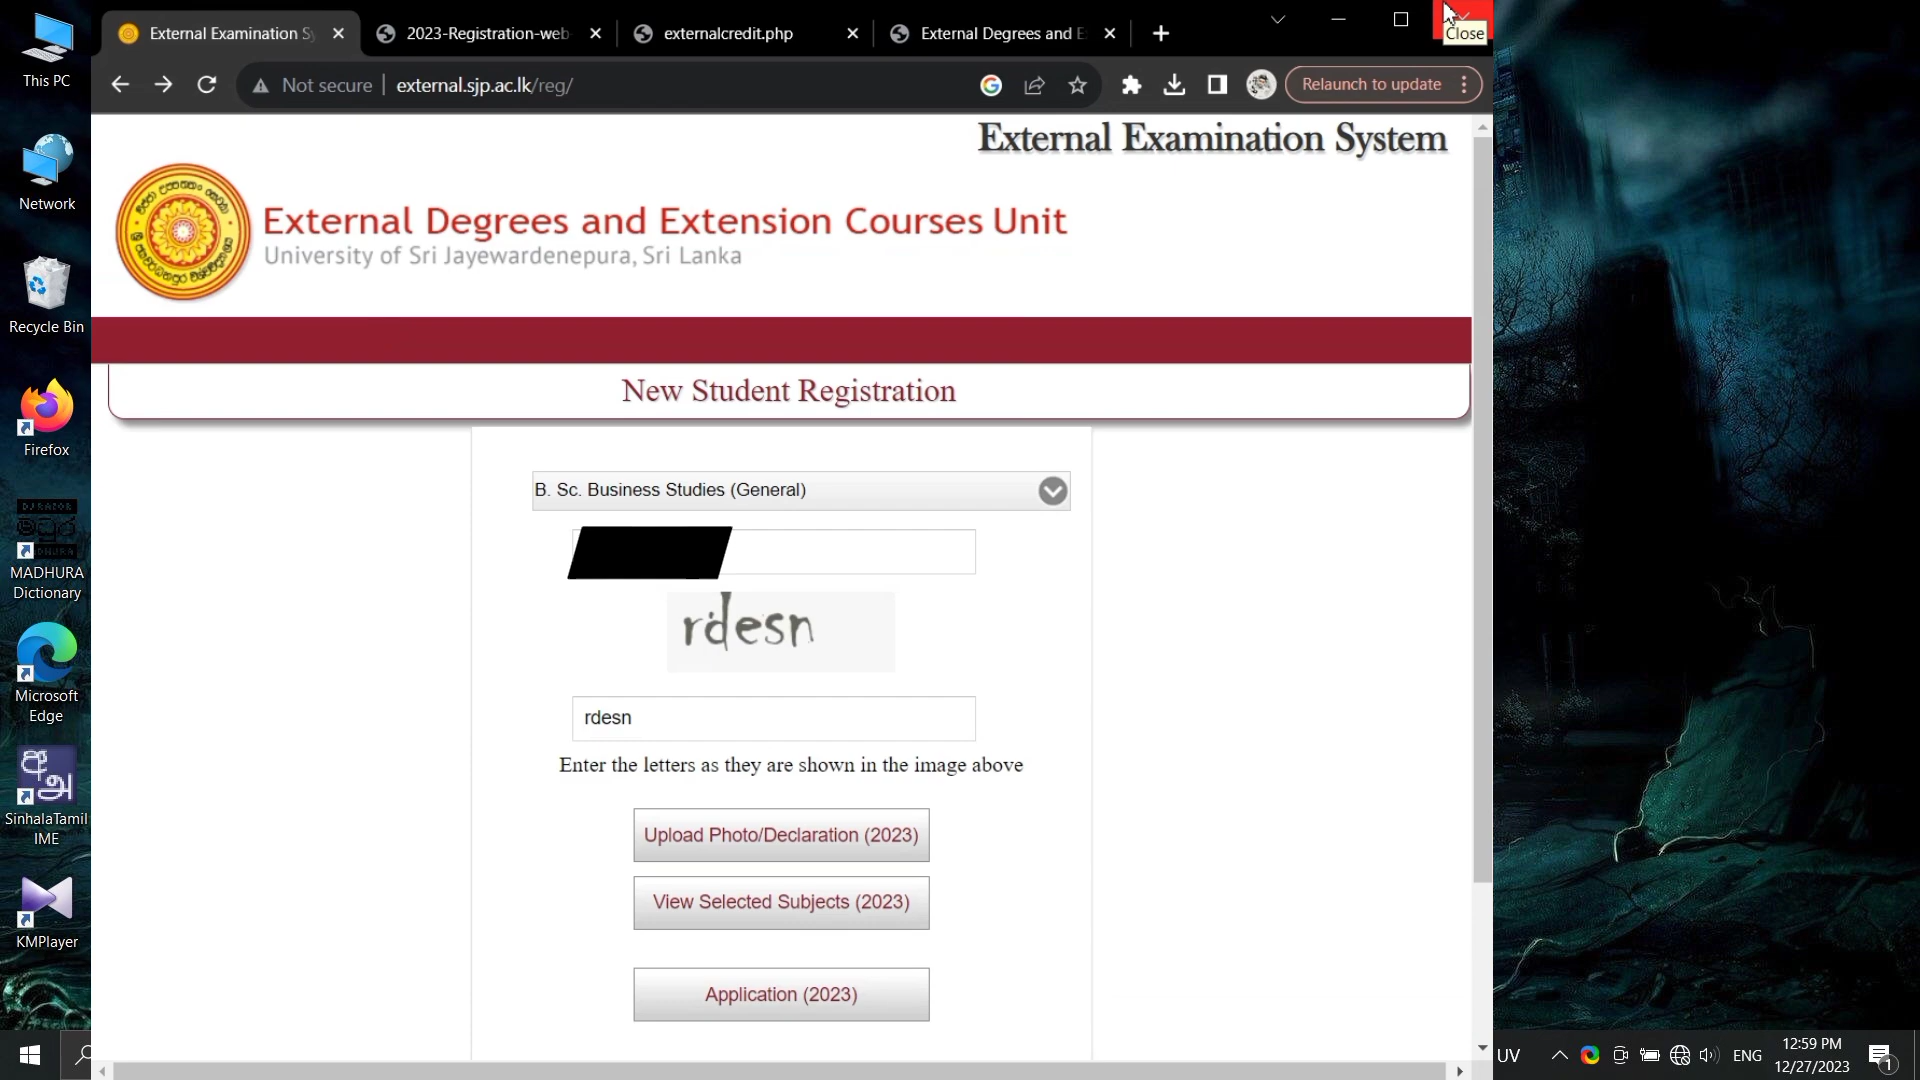 This PC
Network
Recycle Bin
Firefox
MADHURA
Dictionary
Microsoft
Edge
SinhalaTamil
IME
KMPlayer
External Examination Sy
2023-Registration-web
externalcredit.php
External Degrees and E
Close
Not secure
external.sjp.ac.lk/reg/
Relaunch to update
External Examination System
External Degrees and Extension Courses Unit
University of Sri Jayewardenepura, Sri Lanka
New Student Registration
B. Sc. Business Studies (General)
rdesn
rdesn
Enter the letters as they are shown in the image above
Upload Photo/Declaration (2023)
View Selected Subjects (2023)
Application (2023)
UV
ENG
12:59 PM
12/27/2023
1